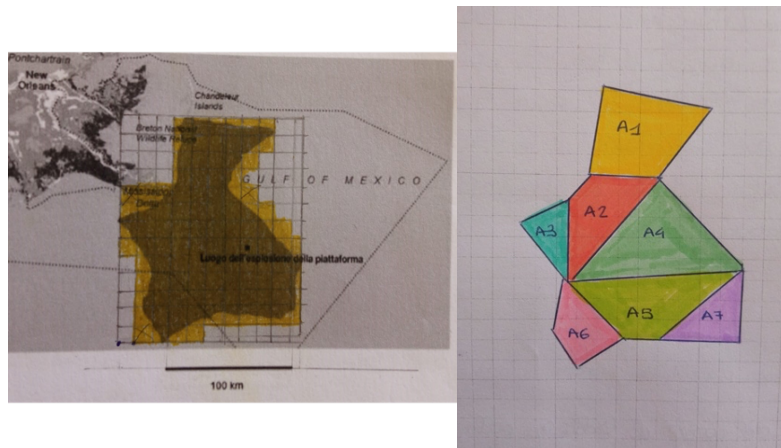 Pontchartrain
New
Orleans
Chandeleur
Islands
Breton National
Wildlife Refuge
GULF OF MEXICO
Mississippi
Delta
Luogo dell'esplosione della piattaforma
100 km
A1
A2
A3
A4
A5
A6
A7